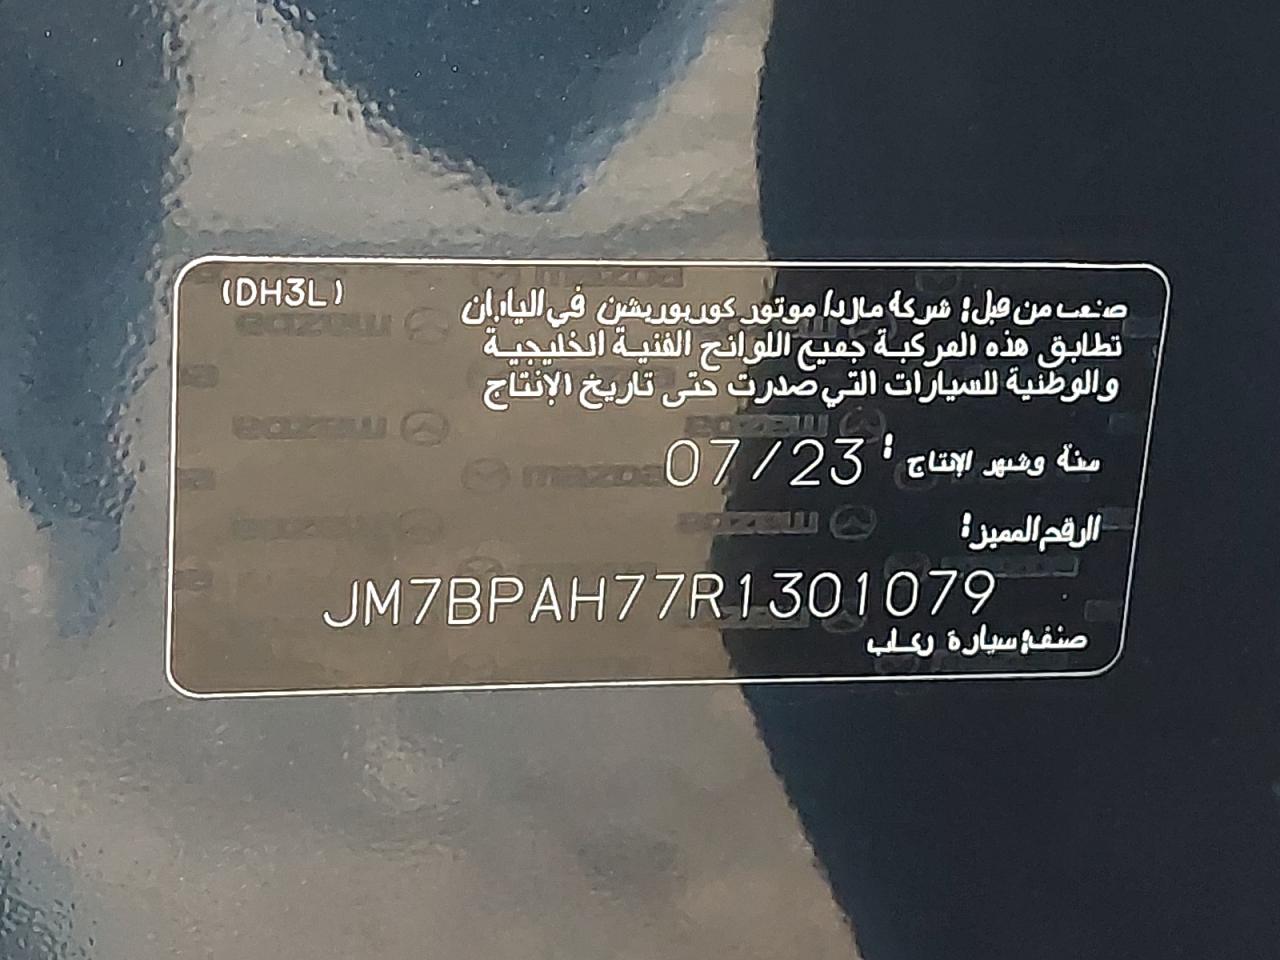 (DH3L)
صنعت من قبل: شركة مازدا موتور كوربوريشن في اليابان
تطابق هذه المركبة جميع اللوائح الفنية الخليجية
والوطنية للسيارات التي صدرت حتى تاريخ الإنتاج
سنة وشهر الإنتاج : 07/23
الرقم المميز:
JM7BPAH77R1301079
صنف: سيارة ركاب